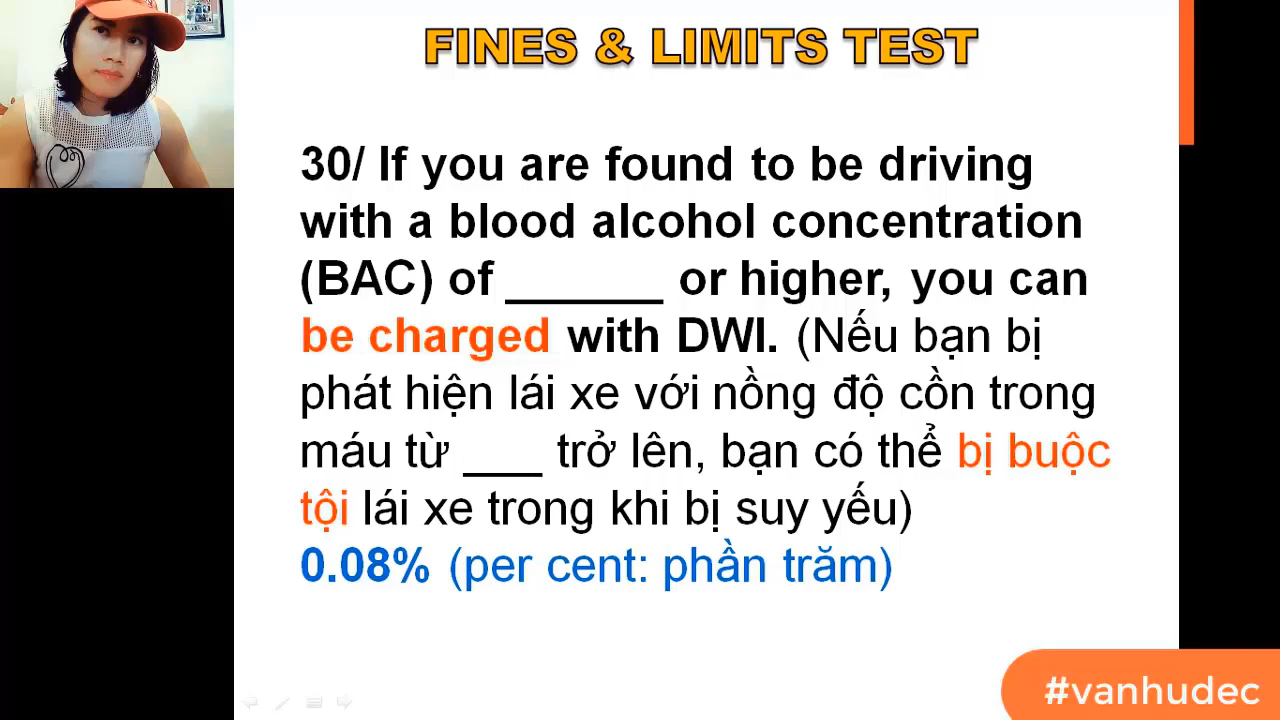 FINES & LIMITS TEST
30/ If you are found to be driving
with a blood alcohol concentration
(BAC) of ______ or higher, you can
be charged with DWI. (Nếu bạn bị
phát hiện lái xe với nồng độ cồn trong
máu từ ___ trở lên, bạn có thể bị buộc
tội lái xe trong khi bị suy yếu)
0.08% (per cent: phần trăm)
#vanhudec